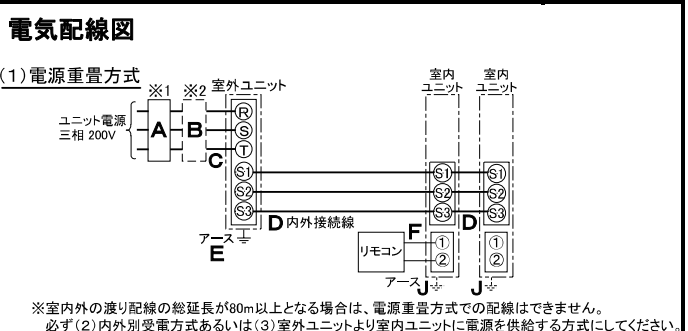 電気配線図
(1)電源重畳方式
※1 ※2 室外ユニット
室内ユニット
室内ユニット
ユニット電源
三相 200V
A
B
C
R
S
T
S1
S2
S3
S1
S2
S3
S1
S2
S3
D 内外接続線
D
アース
E
F
リモコン
①
②
①
②
アース J
J
※室内外の渡り配線の総延長が80m以上となる場合は、電源重畳方式での配線はできません。
必ず(2)内外別受電方式あるいは(3)室外ユニットより室内ユニットに電源を供給する方式にしてください。